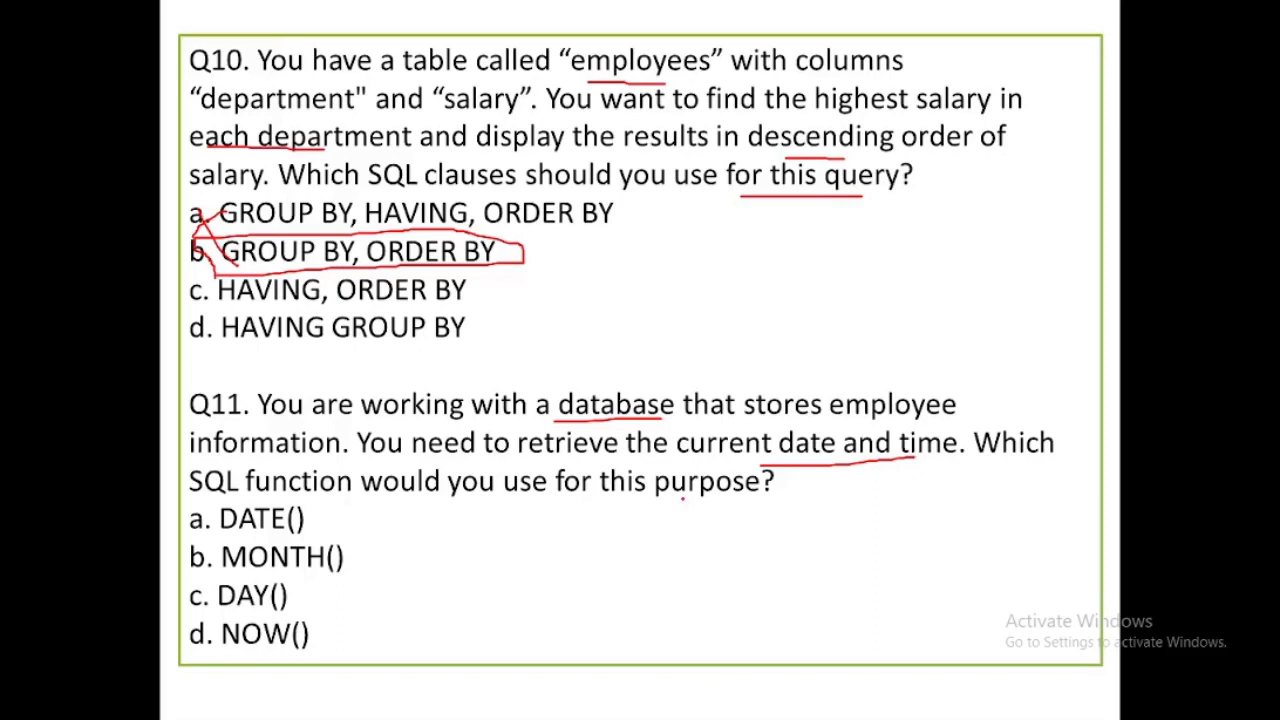 Q10. You have a table called “employees” with columns
“department" and “salary”. You want to find the highest salary in
each department and display the results in descending order of
salary. Which SQL clauses should you use for this query?
a. GROUP BY, HAVING, ORDER BY
b. GROUP BY, ORDER BY
c. HAVING, ORDER BY
d. HAVING GROUP BY
Q11. You are working with a database that stores employee
information. You need to retrieve the current date and time. Which
SQL function would you use for this purpose?
a. DATE()
b. MONTH()
c. DAY()
d. NOW()
Activate Windows
Go to Settings to activate Windows.